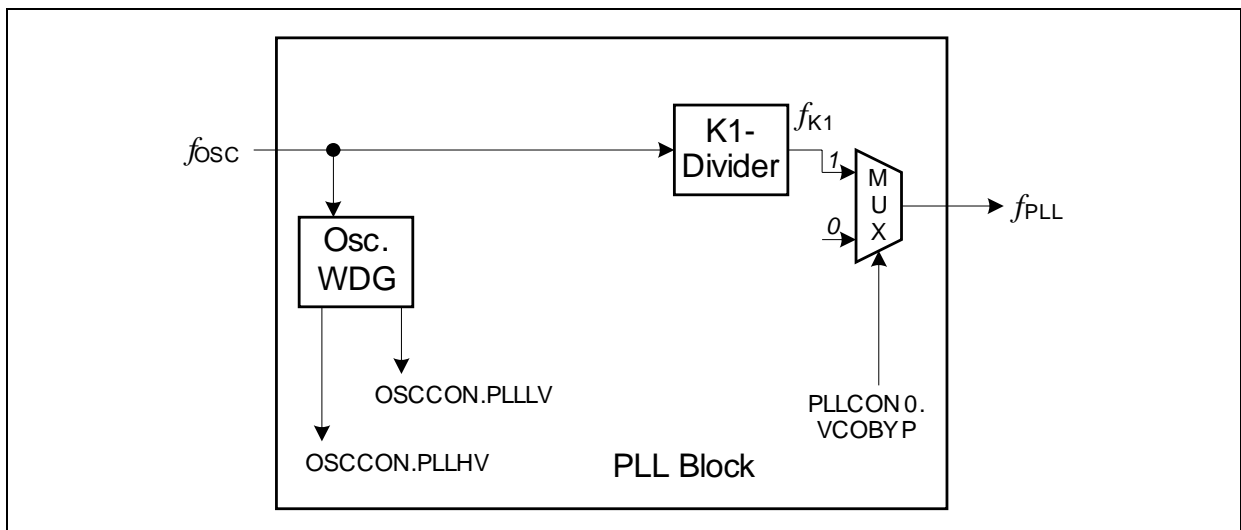 fK1
K1-
Divider
fOSC
1
M
U
X
fPLL
0
Osc.
WDG
OSCCON.PLLLV
PLLCON0.
VCOBYP
OSCCON.PLLHV
PLL Block